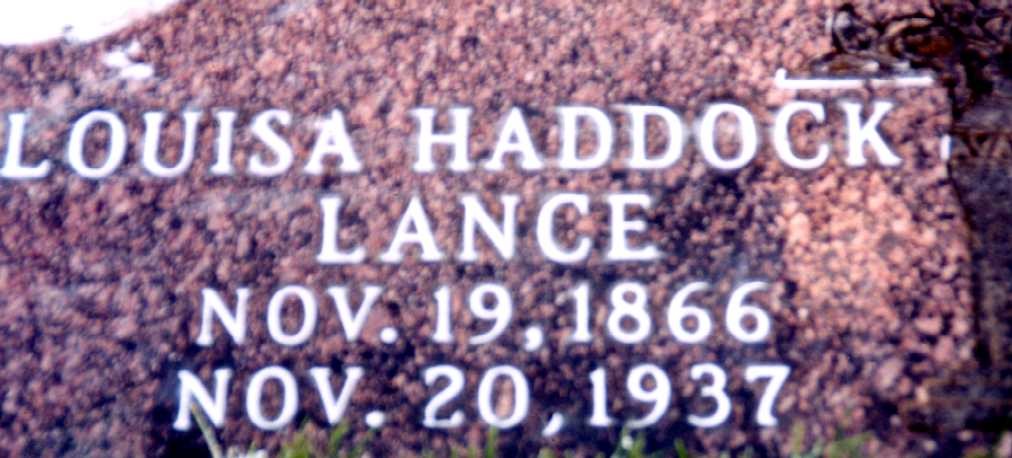 LOUISA HADDOCK
LANCE
NOV. 19, 1866
NOV. 20, 1937